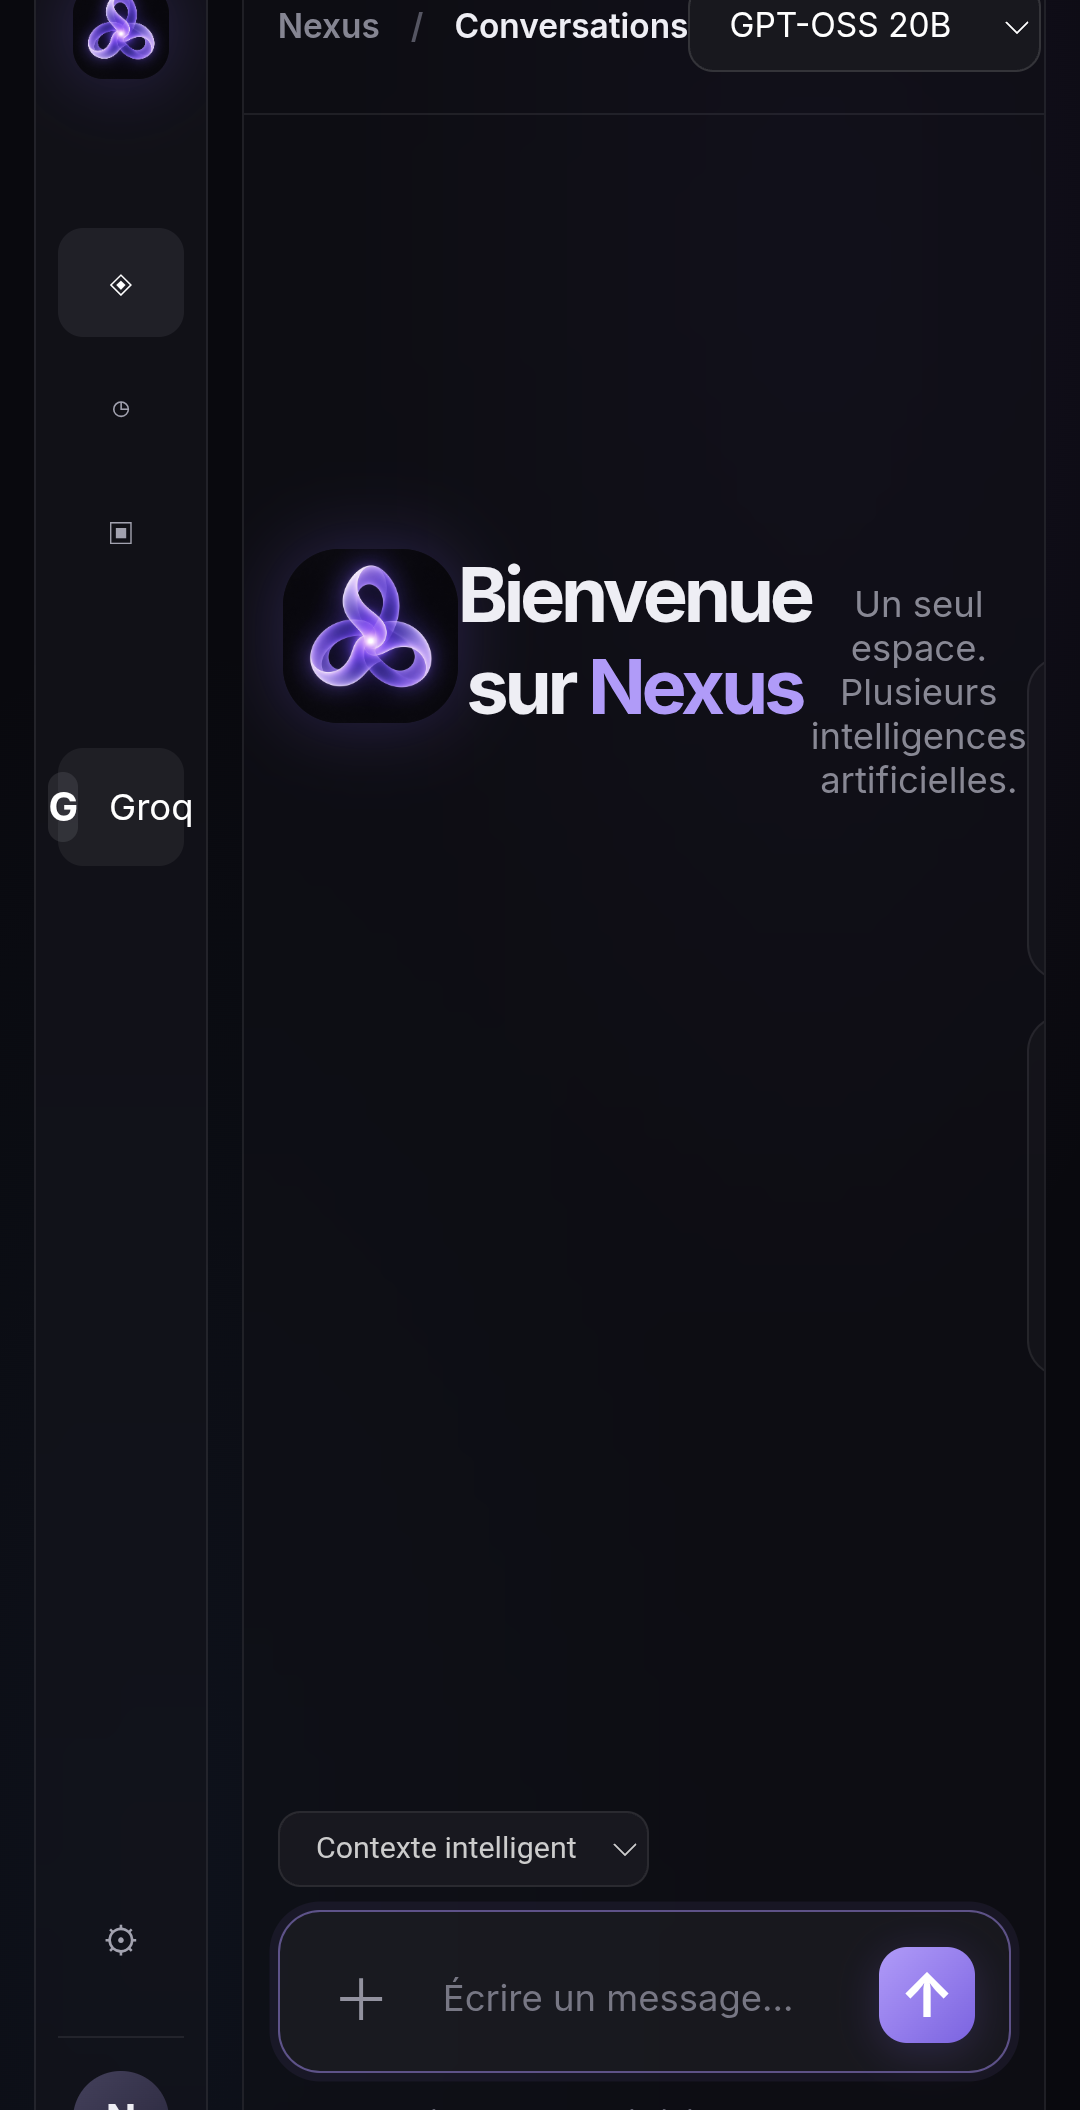 Nexus / Conversations
GPT-OSS 20B
G Groq
Bienvenue
sur Nexus
Un seul
espace.
Plusieurs
intelligences
artificielles.
Contexte intelligent
Écrire un message...
N